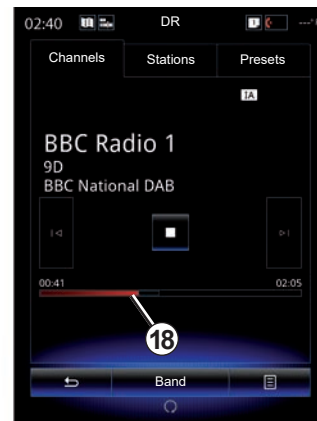 02:40 DR
Channels Stations Presets
IA
BBC Radio 1
9D
BBC National DAB
00:41 02:05
18
Band